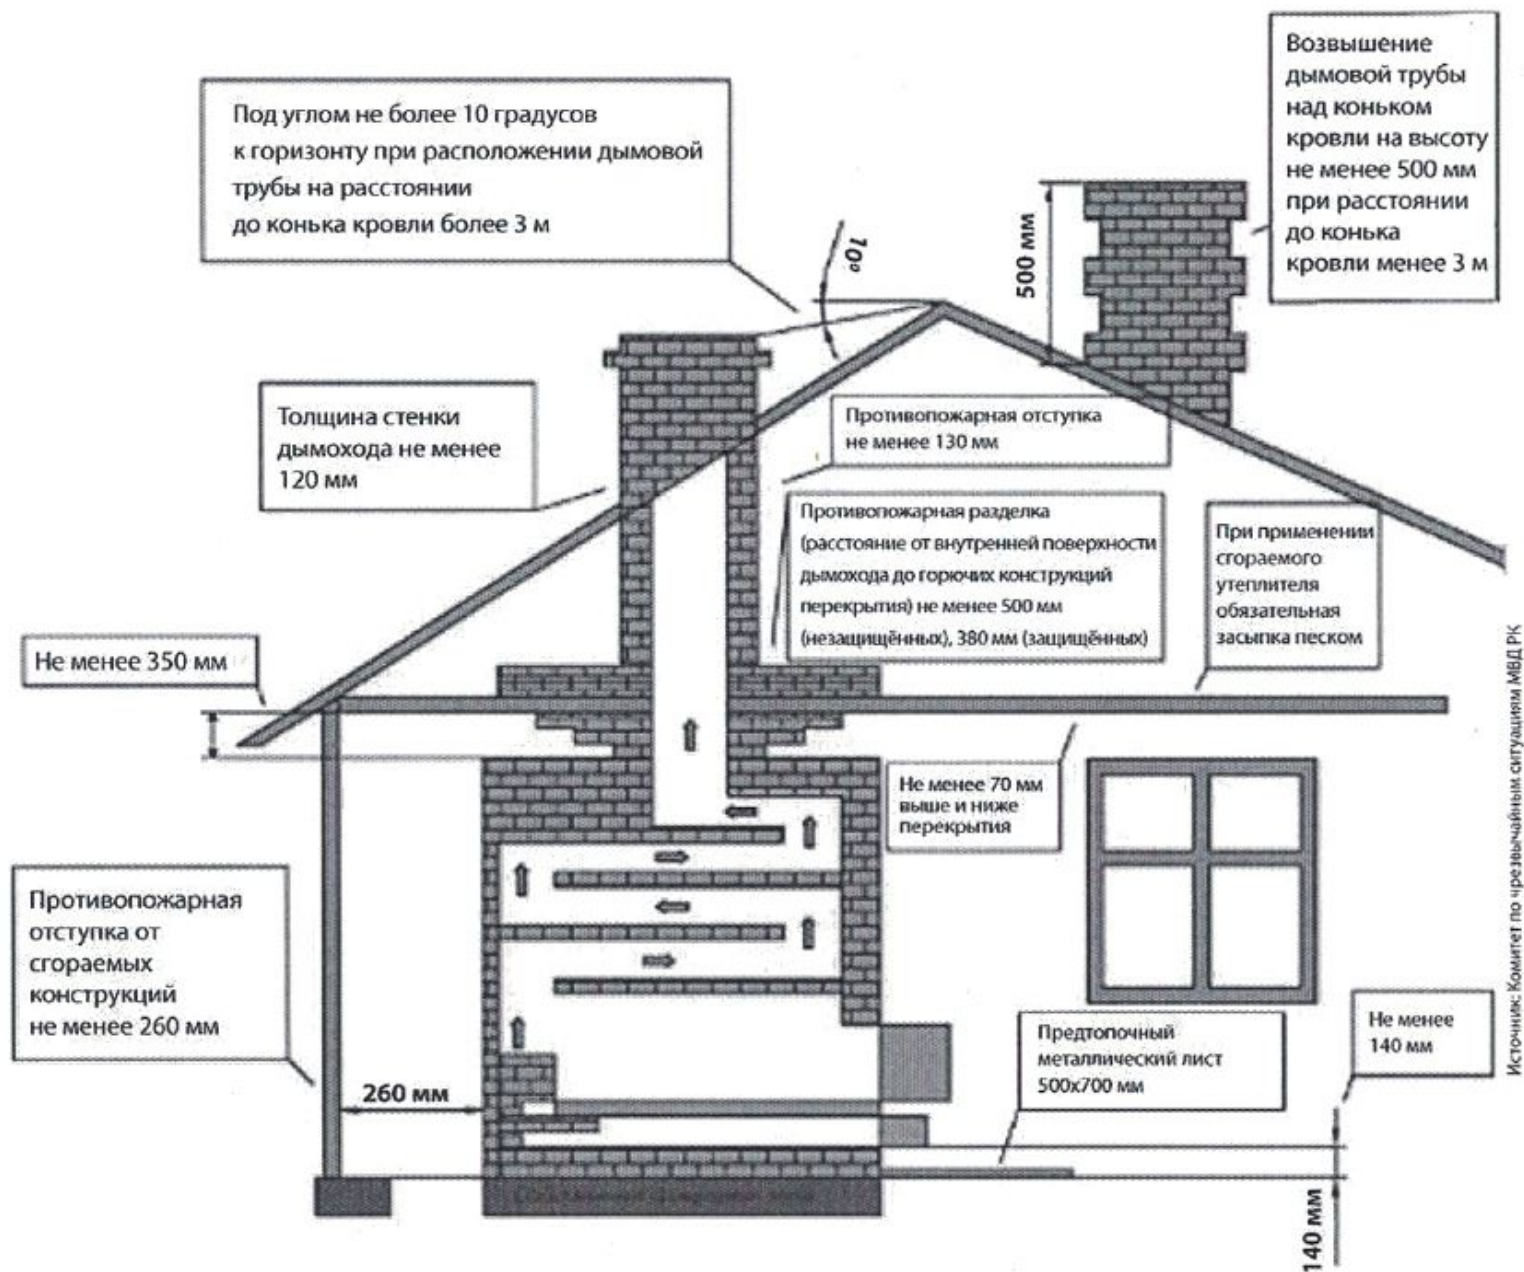 Возвышение
дымовой трубы
над коньком
кровли на высоту
не менее 500 мм
при расстоянии
до конька
кровли менее 3 м
Под углом не более 10 градусов
к горизонту при расположении дымовой
трубы на расстоянии
до конька кровли более 3 м
10º
500 мм
Толщина стенки
дымохода не менее
120 мм
Противопожарная отступка
не менее 130 мм
Противопожарная разделка
(расстояние от внутренней поверхности
дымохода до горючих конструкций
перекрытия) не менее 500 мм
(незащищённых), 380 мм (защищённых)
При применении
сгораемого
утеплителя
обязательная
засыпка песком
Не менее 350 мм
Не менее 70 мм
выше и ниже
перекрытия
Противопожарная
отступка от
сгораемых
конструкций
не менее 260 мм
260 мм
Предтопочный
металлический лист
500х700 мм
Не менее
140 мм
140 мм
Источник: Комитет по чрезвычайным ситуациям МВД РК